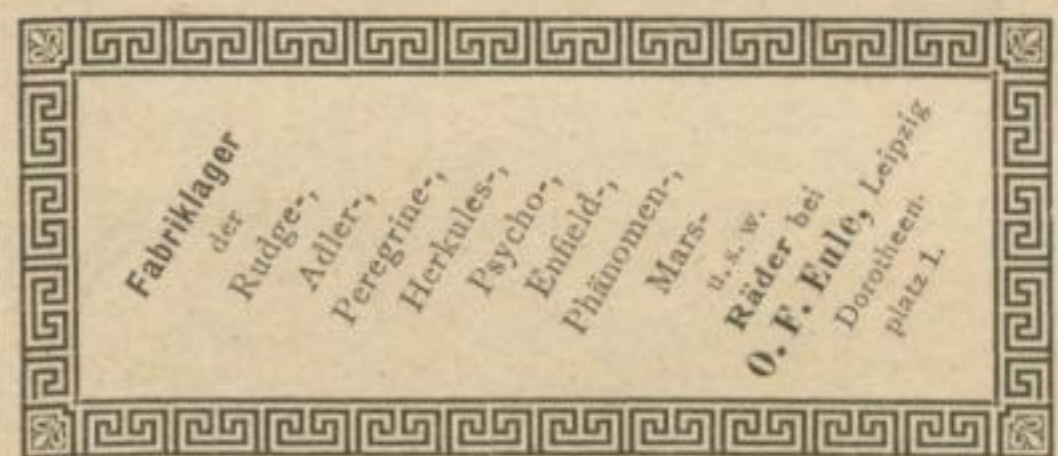 Fabriklager
der
Rudge-,
Adler-,
Peregrine-,
Herkules-,
Psycho-,
Enfield-,
Phänomen-,
Mars-
u. s. w.
Räder bei
O. F. Eule, Leipzig
Dorotheen-
platz 1.